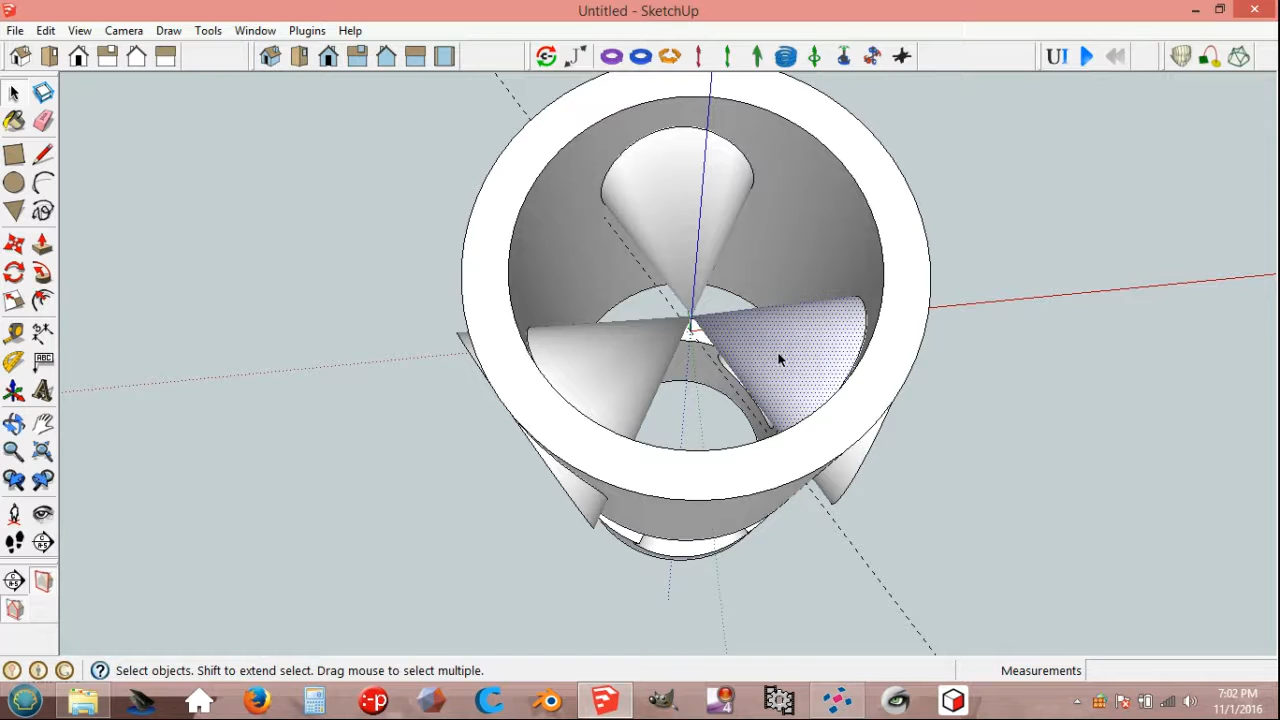 Untitled - SketchUp
File Edit View Camera Draw Tools Window Plugins Help
UI
ABC
Select objects. Shift to extend select. Drag mouse to select multiple. Measurements
7:02 PM
11/1/2016